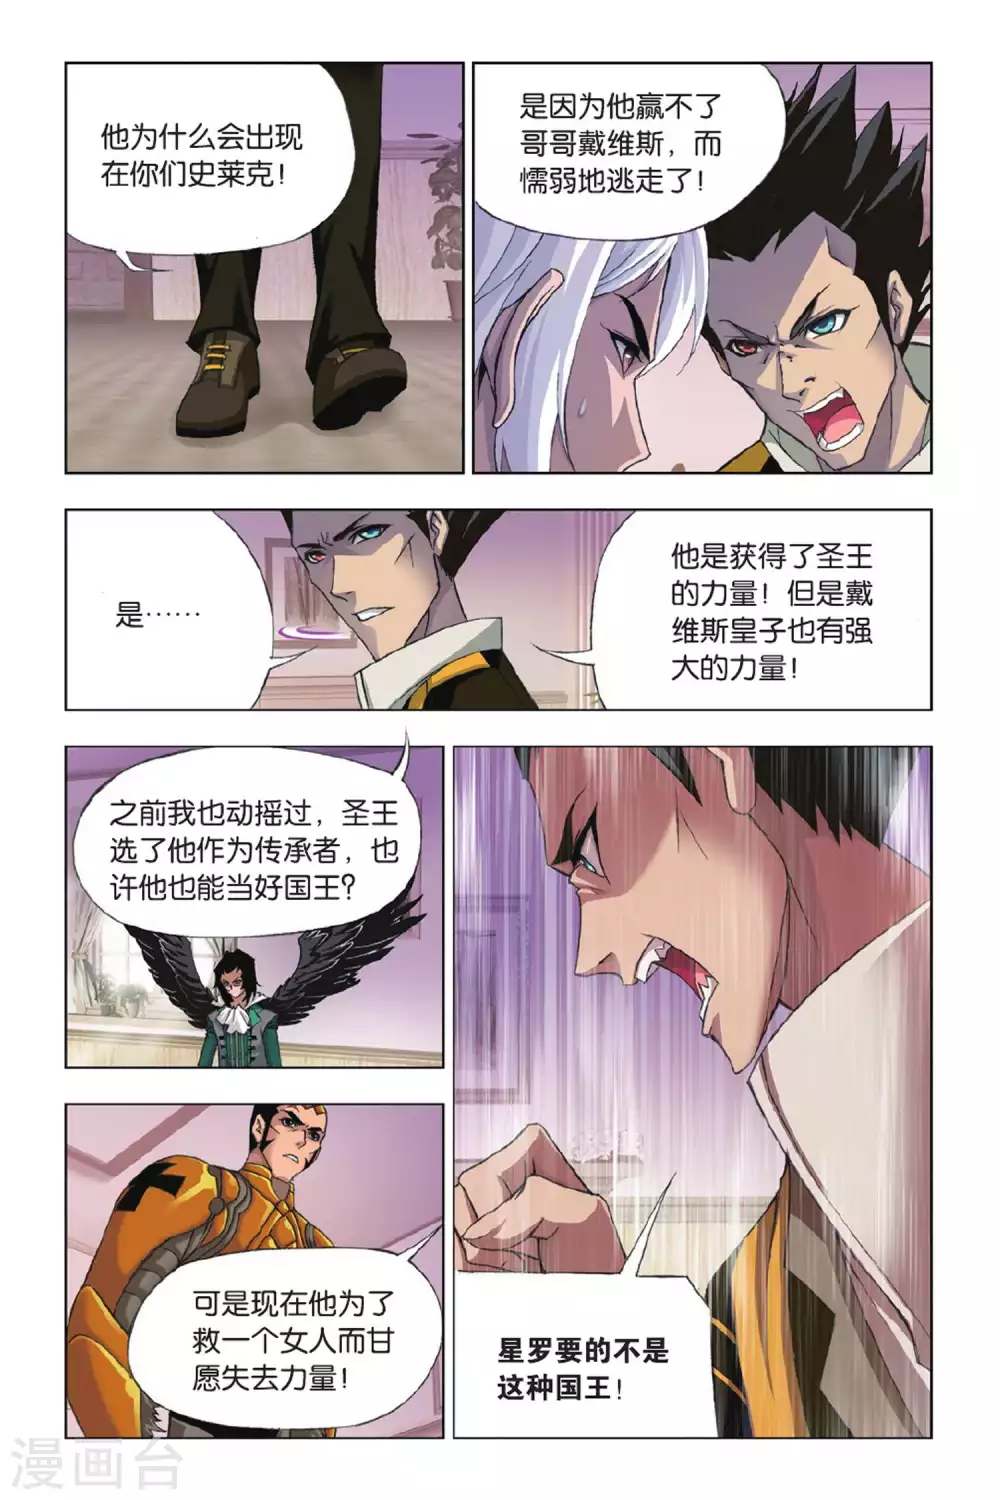 他为什么会出现
在你们史莱克！
是因为他赢不了
哥哥戴维斯，而
懦弱地逃走了！
是……
他是获得了圣王
的力量！但是戴
维斯皇子也有强
大的力量！
之前我也动摇过，圣王
选了他作为传承者，也
许他也能当好国王？
可是现在他为了
救一个女人而甘
愿失去力量！
星罗要的不是
这种国王！
漫画台